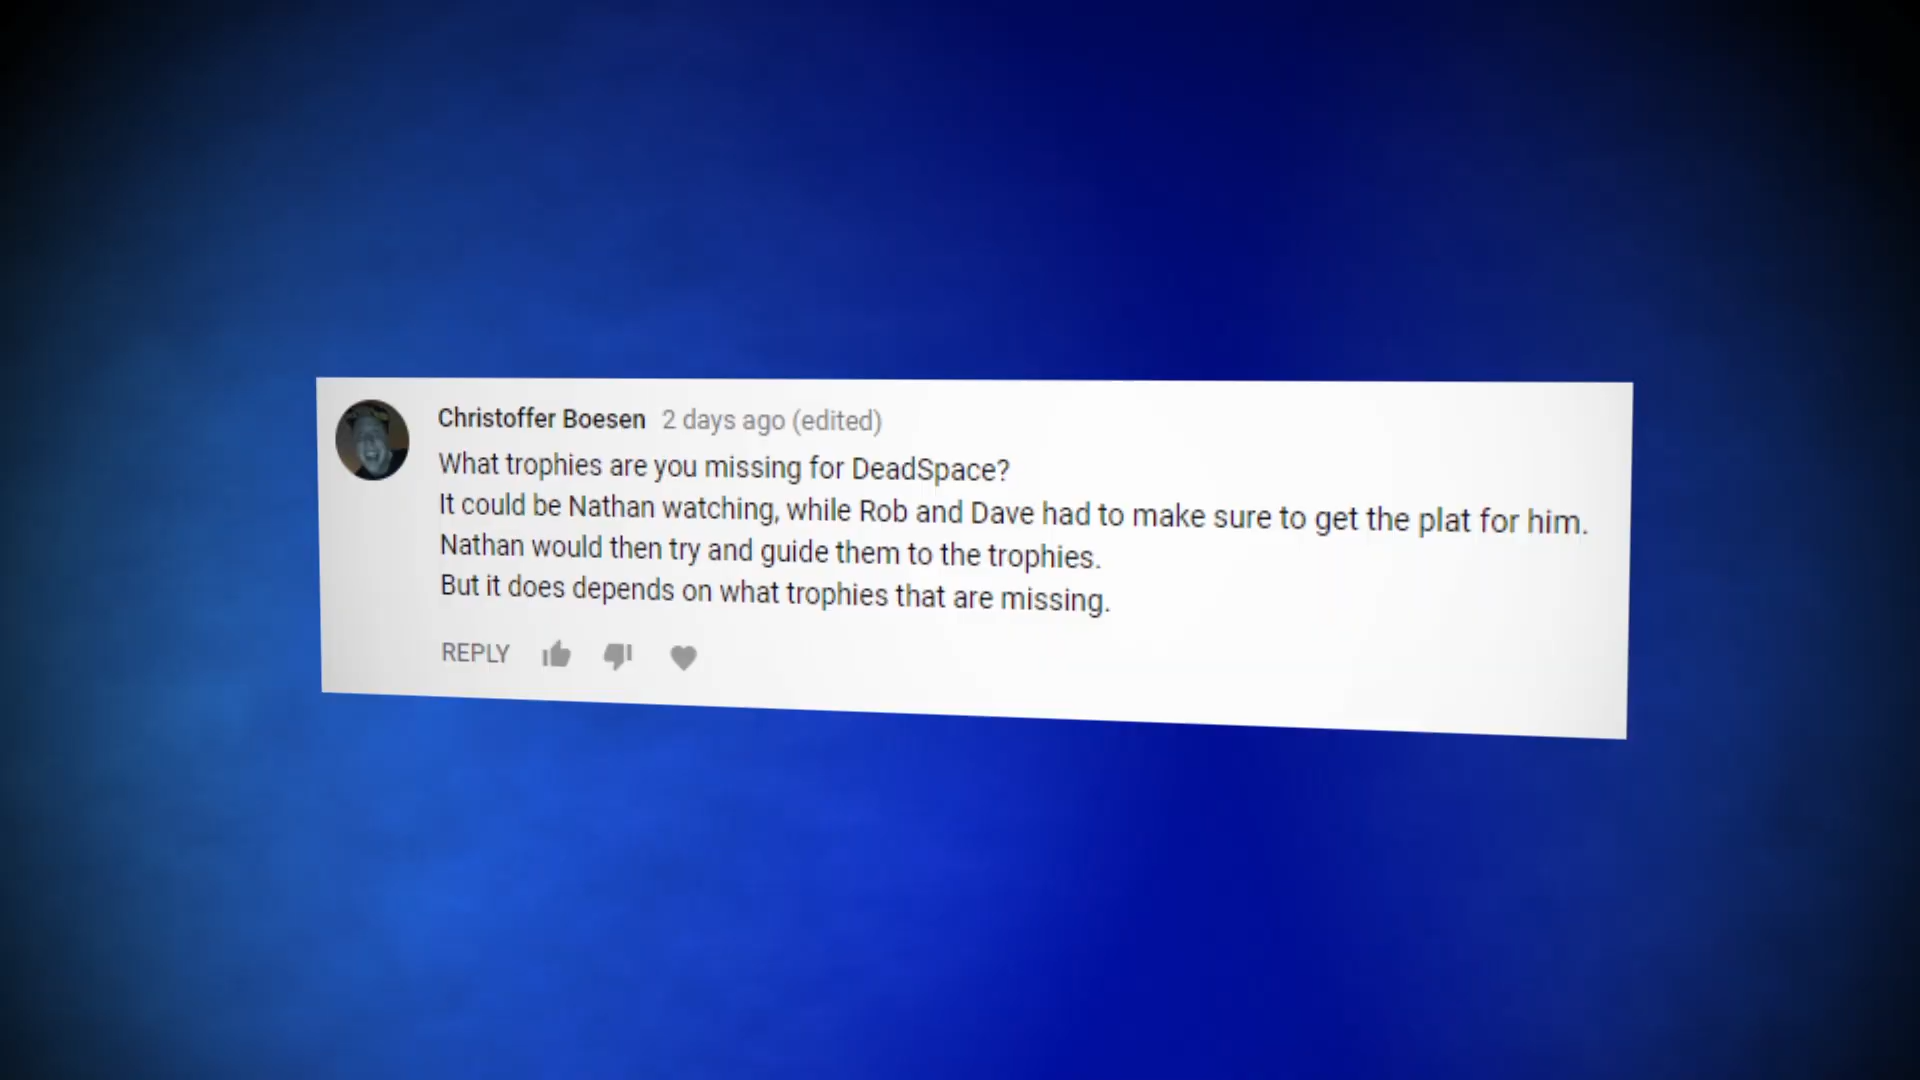 Christoffer Boesen 2 days ago (edited)
What trophies are you missing for DeadSpace?
It could be Nathan watching, while Rob and Dave had to make sure to get the plat for him.
Nathan would then try and guide them to the trophies.
But it does depends on what trophies that are missing.
REPLY